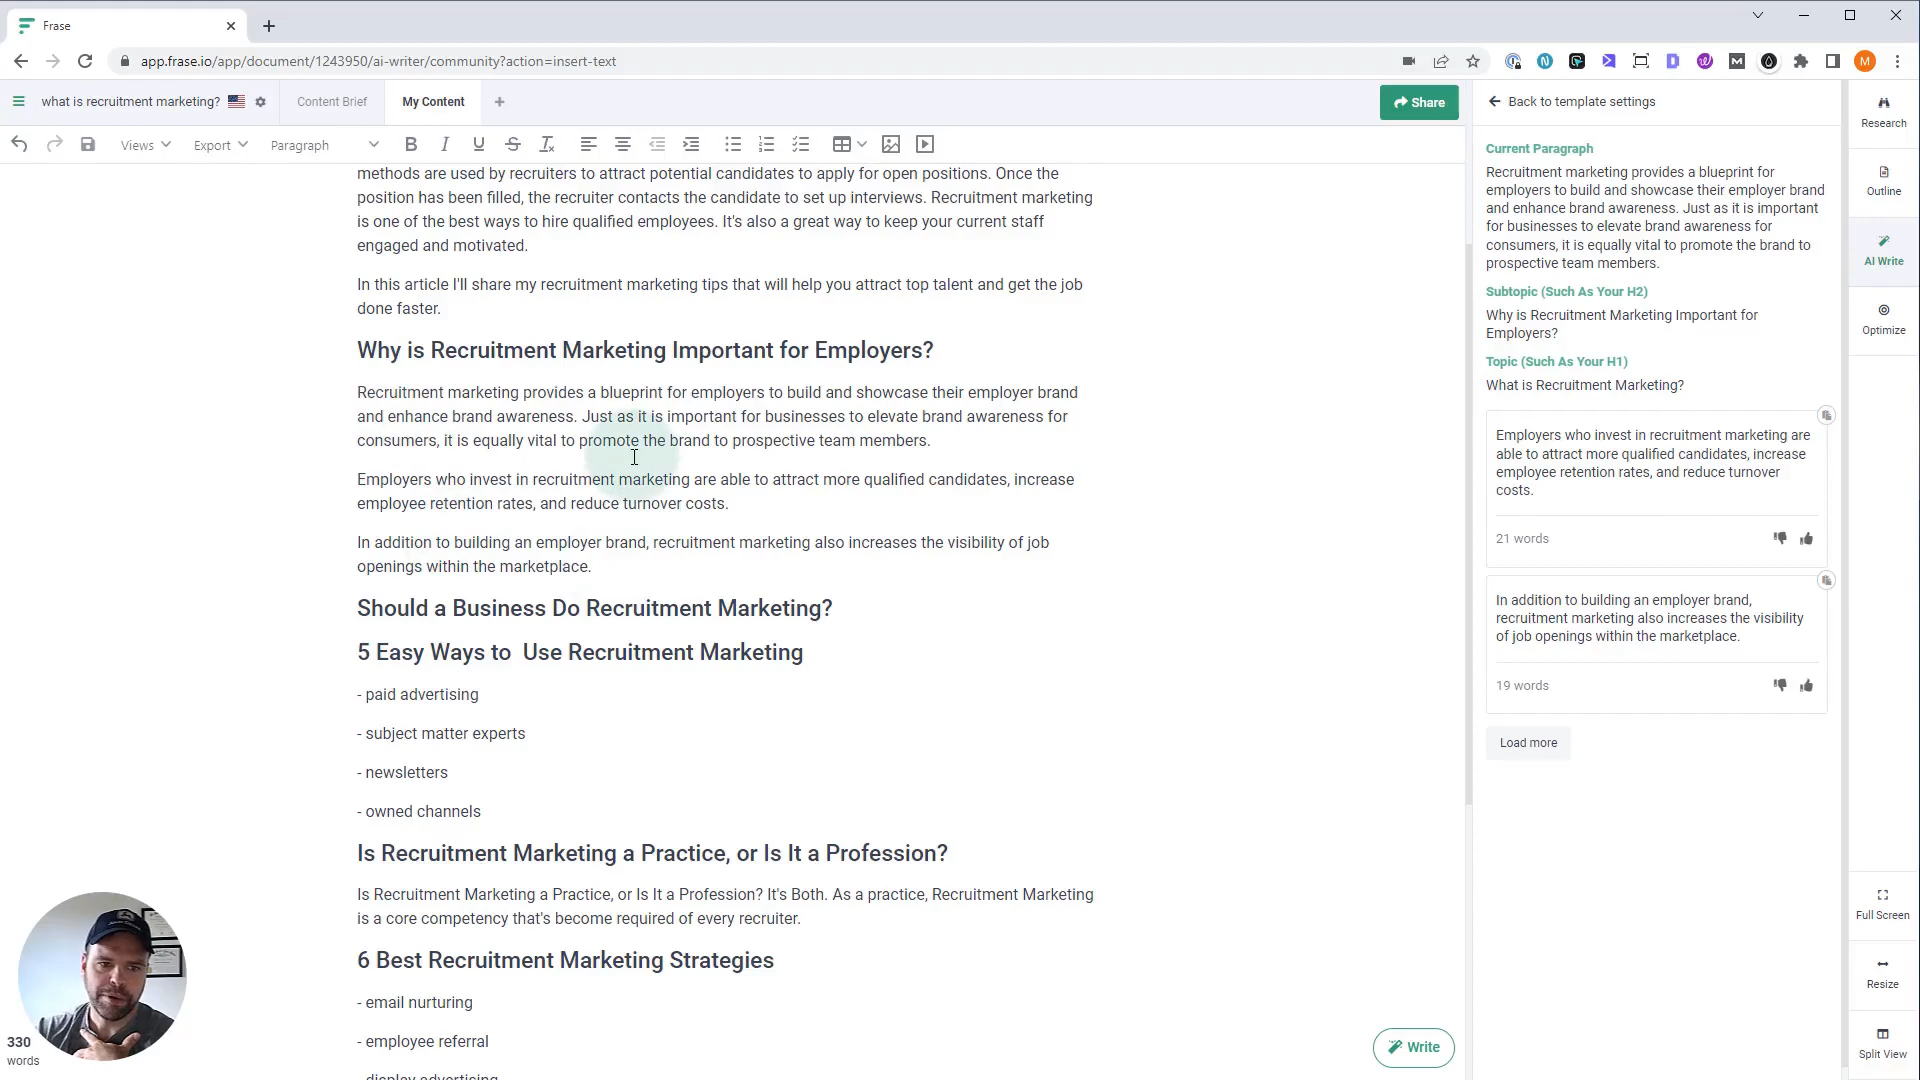 Frase
app.frase.io/app/document/1243950/ai-writer/community?action=insert-text
M
what is recruitment marketing?
Content Brief
My Content
Share
Views
Export
Paragraph
methods are used by recruiters to attract potential candidates to apply for open positions. Once the
position has been filled, the recruiter contacts the candidate to set up interviews. Recruitment marketing
is one of the best ways to hire qualified employees. It's also a great way to keep your current staff
engaged and motivated.
In this article I'll share my recruitment marketing tips that will help you attract top talent and get the job
done faster.
Why is Recruitment Marketing Important for Employers?
Recruitment marketing provides a blueprint for employers to build and showcase their employer brand
and enhance brand awareness. Just as it is important for businesses to elevate brand awareness for
consumers, it is equally vital to promote the brand to prospective team members.
Employers who invest in recruitment marketing are able to attract more qualified candidates, increase
employee retention rates, and reduce turnover costs.
In addition to building an employer brand, recruitment marketing also increases the visibility of job
openings within the marketplace.
Should a Business Do Recruitment Marketing?
5 Easy Ways to  Use Recruitment Marketing
- paid advertising
- subject matter experts
- newsletters
- owned channels
Is Recruitment Marketing a Practice, or Is It a Profession?
Is Recruitment Marketing a Practice, or Is It a Profession? It's Both. As a practice, Recruitment Marketing
is a core competency that's become required of every recruiter.
6 Best Recruitment Marketing Strategies
- email nurturing
- employee referral
- display advertising
330
words
Write
Back to template settings
Current Paragraph
Recruitment marketing provides a blueprint for
employers to build and showcase their employer brand
and enhance brand awareness. Just as it is important
for businesses to elevate brand awareness for
consumers, it is equally vital to promote the brand to
prospective team members.
Subtopic (Such As Your H2)
Why is Recruitment Marketing Important for
Employers?
Topic (Such As Your H1)
What is Recruitment Marketing?
Employers who invest in recruitment marketing are
able to attract more qualified candidates, increase
employee retention rates, and reduce turnover
costs.
21 words
In addition to building an employer brand,
recruitment marketing also increases the visibility
of job openings within the marketplace.
19 words
Load more
Research
Outline
AI Write
Optimize
Full Screen
Resize
Split View